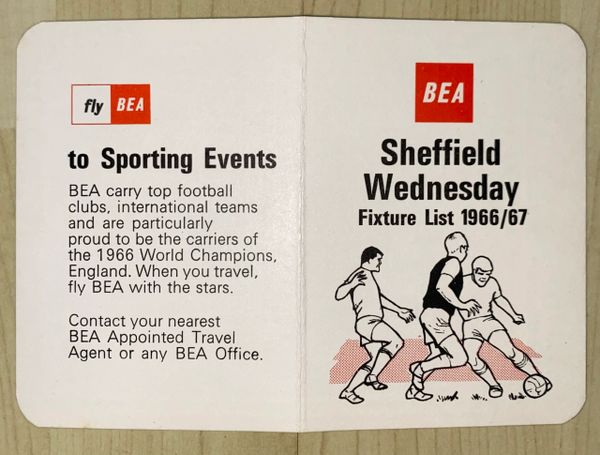 fly BEA
to Sporting Events
BEA carry top football
clubs, international teams
and are particularly
proud to be the carriers of
the 1966 World Champions,
England. When you travel,
fly BEA with the stars.
Contact your nearest
BEA Appointed Travel
Agent or any BEA Office.
BEA
Sheffield
Wednesday
Fixture List 1966/67